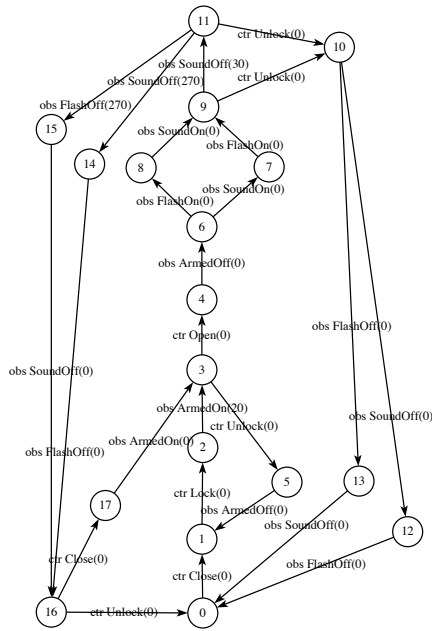 11
ctr Unlock(0)
10
obs SoundOff(30)
obs SoundOff(270)
ctr Unlock(0)
obs FlashOff(270)
9
15
obs SoundOn(0)
obs FlashOn(0)
14
8
7
obs SoundOn(0)
obs FlashOn(0)
6
obs ArmedOff(0)
4
obs FlashOff(0)
ctr Open(0)
3
obs SoundOff(0)
obs ArmedOn(20)
obs SoundOff(0)
ctr Unlock(0)
obs ArmedOn(0)
2
obs FlashOff(0)
5
13
ctr Lock(0)
17
obs ArmedOff(0)
obs SoundOff(0)
12
1
ctr Close(0)
obs FlashOff(0)
ctr Close(0)
16
ctr Unlock(0)
0